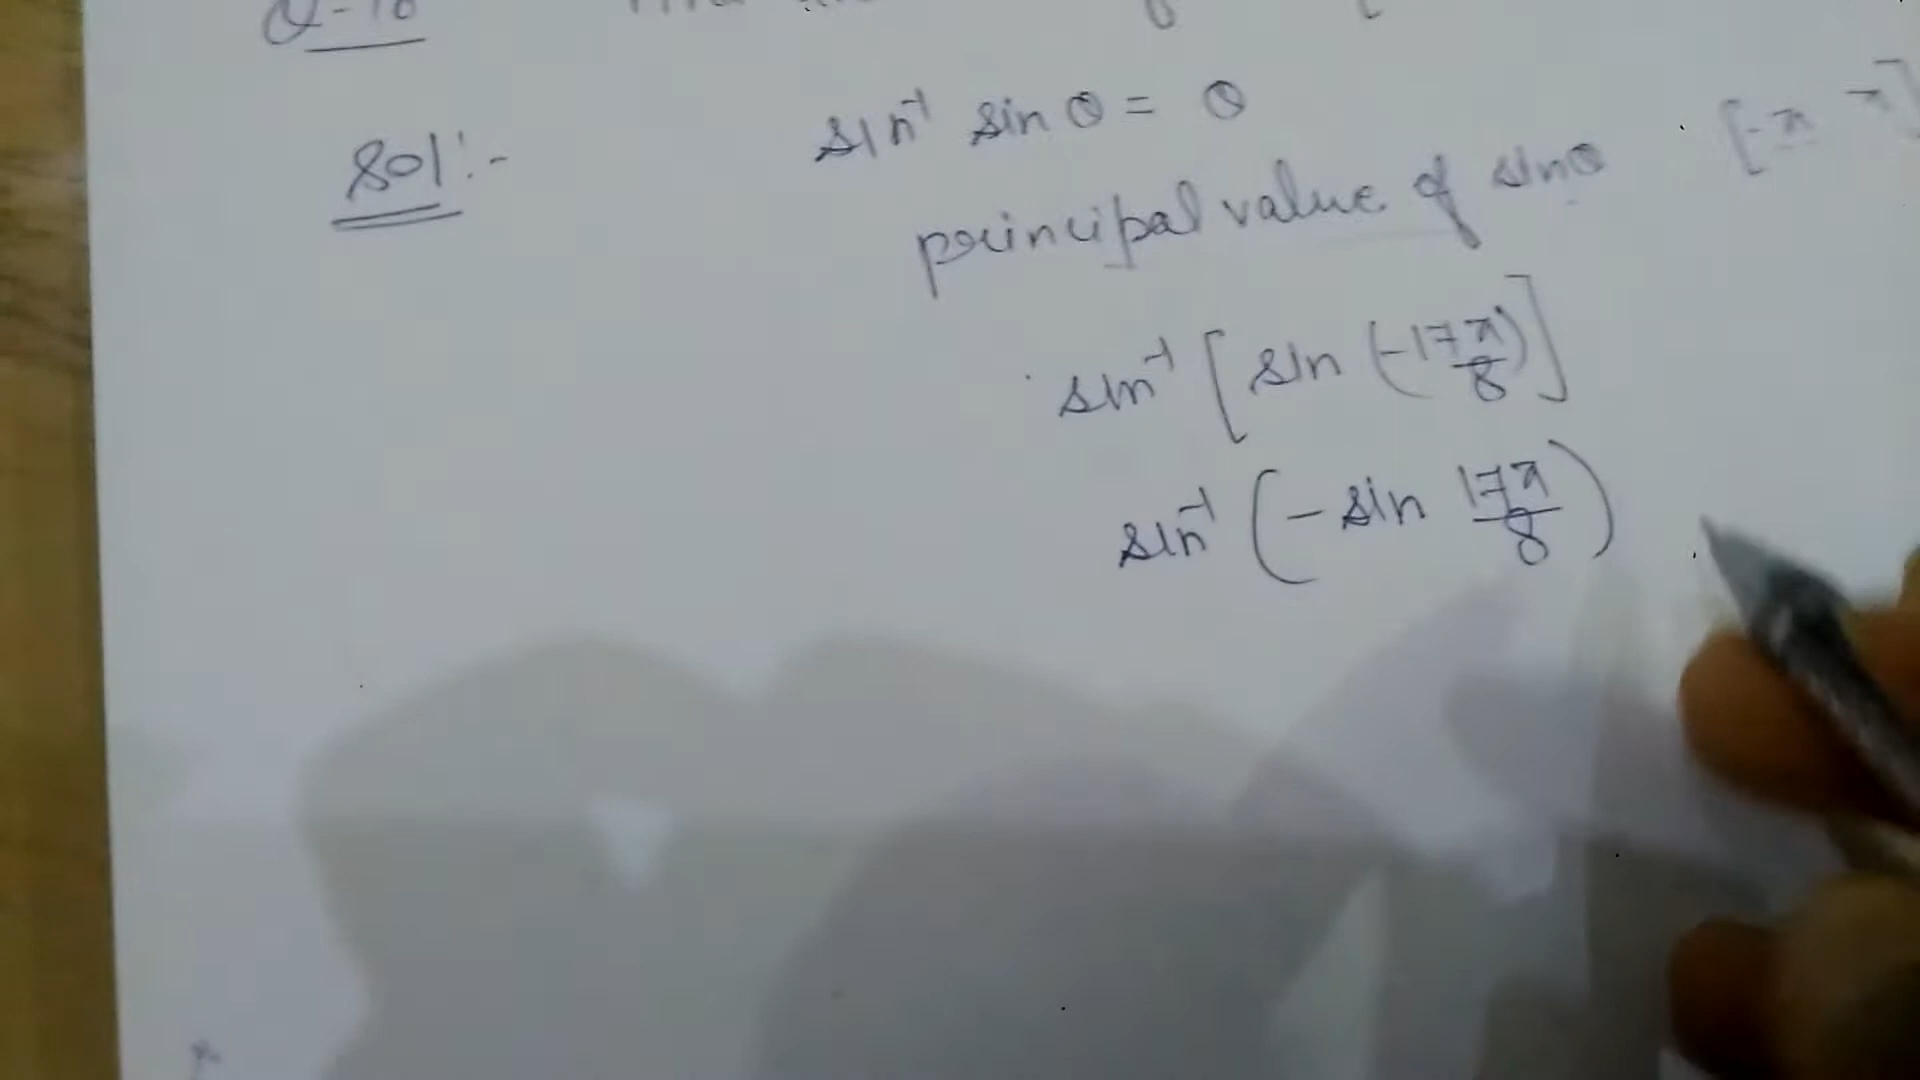 Q-
Sol:-
sin⁻¹ sin θ = θ
principal value of sinθ [-π π]
sin⁻¹ [sin (-17π/8)]
sin⁻¹ (- sin 17π/8)